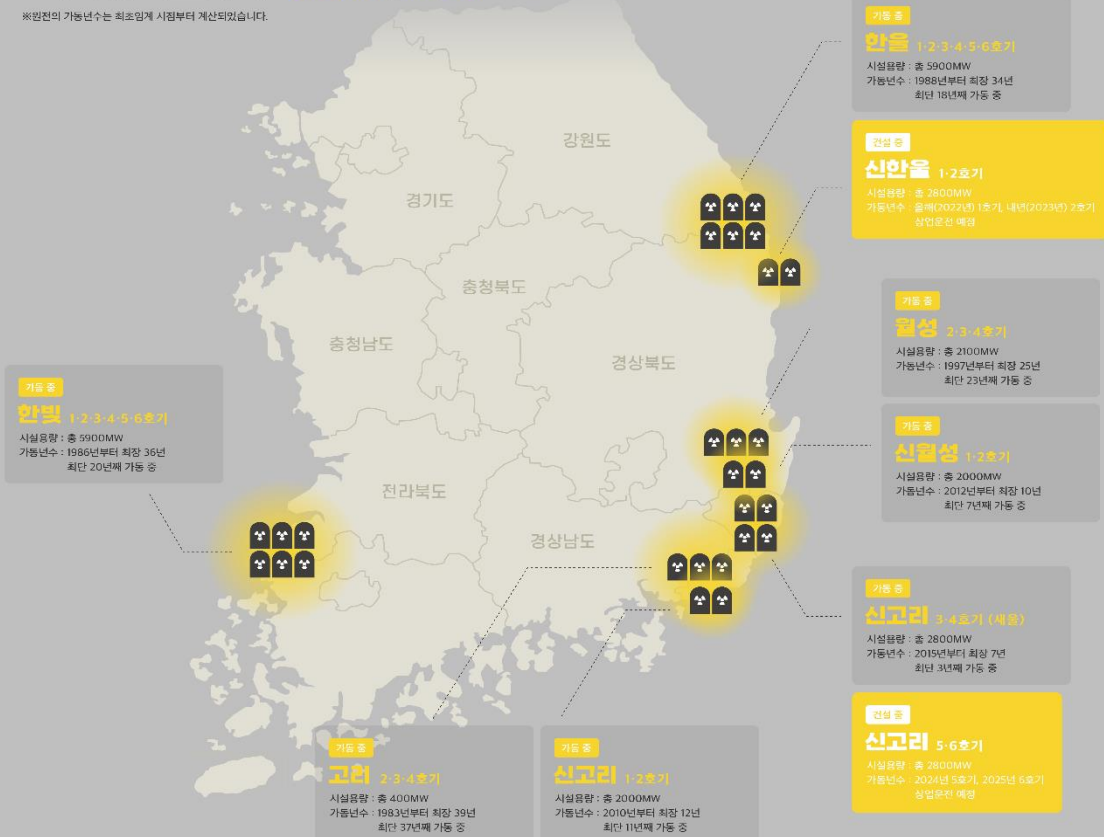 ※원전의 가동년수는 최초임계 시점부터 계산되었습니다.
가동 중
한울 1·2·3·4·5·6호기
시설용량 : 총 5900MW
가동년수 : 1988년부터 최장 34년
최단 18년째 가동 중
건설 중
신한울 1·2호기
시설용량 : 총 2800MW
가동년수 : 올해(2022년) 1호기, 내년(2023년) 2호기
상업운전 예정
강원도
경기도
충청북도
충청남도
경상북도
전라북도
경상남도
가동 중
월성 2·3·4호기
시설용량 : 총 2100MW
가동년수 : 1997년부터 최장 25년
최단 23년째 가동 중
가동 중
신월성 1·2호기
시설용량 : 총 2000MW
가동년수 : 2012년부터 최장 10년
최단 7년째 가동 중
가동 중
한빛 1·2·3·4·5·6호기
시설용량 : 총 5900MW
가동년수 : 1986년부터 최장 36년
최단 20년째 가동 중
가동 중
신고리 3·4호기 (새울)
시설용량 : 총 2800MW
가동년수 : 2015년부터 최장 7년
최단 3년째 가동 중
건설 중
신고리 5·6호기
시설용량 : 총 2800MW
가동년수 : 2024년 5호기, 2025년 6호기
상업운전 예정
가동 중
고리 2·3·4호기
시설용량 : 총 400MW
가동년수 : 1983년부터 최장 39년
최단 37년째 가동 중
가동 중
신고리 1·2호기
시설용량 : 총 2000MW
가동년수 : 2010년부터 최장 12년
최단 11년째 가동 중